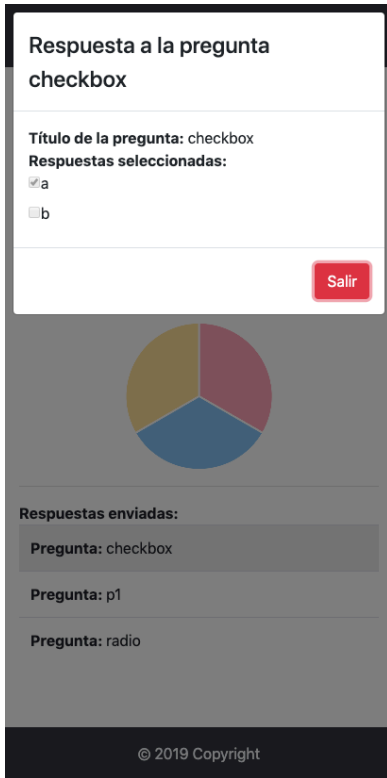 Respuesta a la pregunta
checkbox
Título de la pregunta: checkbox
Respuestas seleccionadas:
a
b
Salir
Respuestas enviadas:
Pregunta: checkbox
Pregunta: p1
Pregunta: radio
© 2019 Copyright